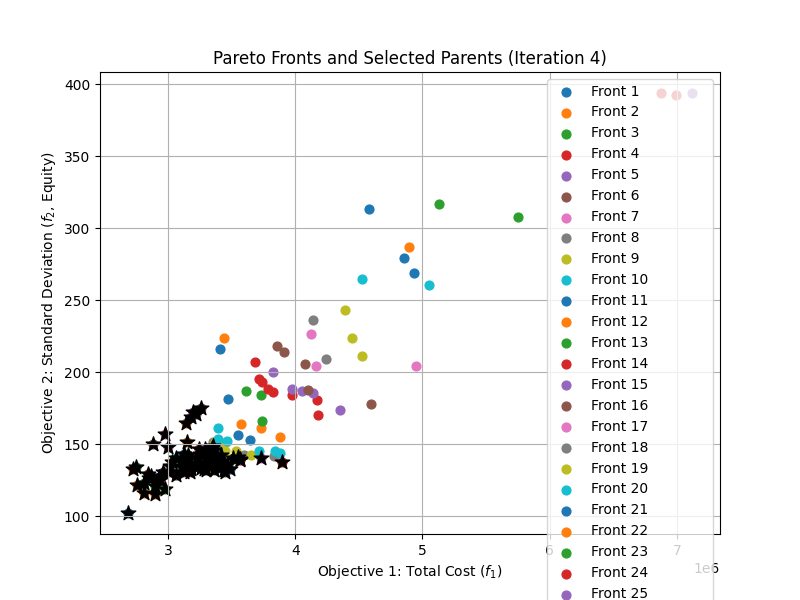 Pareto Fronts and Selected Parents (Iteration 4)
Objective 2: Standard Deviation (f₂, Equity)
400
350
300
250
200
150
100
3
4
5
6
7
1e6
Objective 1: Total Cost (f₁)
Front 1
Front 2
Front 3
Front 4
Front 5
Front 6
Front 7
Front 8
Front 9
Front 10
Front 11
Front 12
Front 13
Front 14
Front 15
Front 16
Front 17
Front 18
Front 19
Front 20
Front 21
Front 22
Front 23
Front 24
Front 25